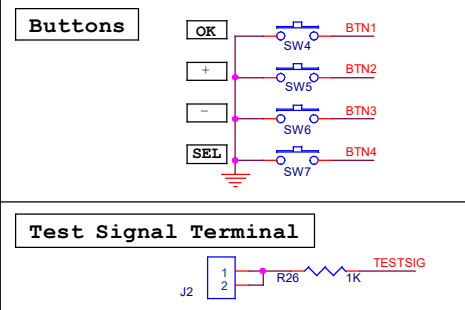 Buttons
OK
BTN1
SW4
+
BTN2
SW5
-
BTN3
SW6
SEL
BTN4
SW7
Test Signal Terminal
TESTSIG
1
R26
1K
2
J2